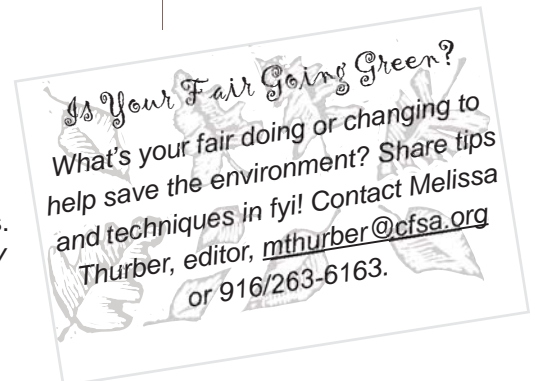 Is Your Fair Going Green?
What's your fair doing or changing to
help save the environment? Share tips
and techniques in fyi! Contact Melissa
Thurber, editor, mthurber@cfsa.org
or 916/263-6163.